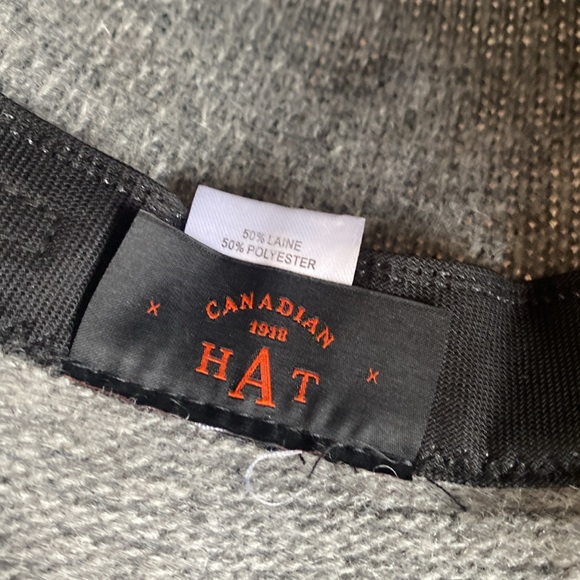 50% LAINE
50% POLYESTER
x CANADIAN x
1918
HAT